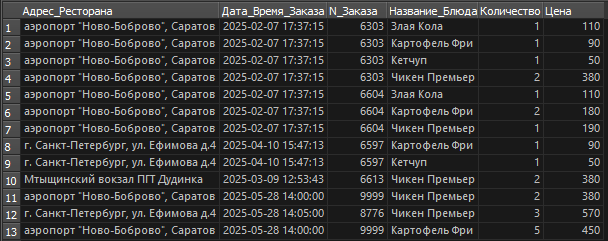 Адрес_Ресторана Дата_Время_Заказа N_Заказа Название_Блюда Количество Цена
1 аэропорт "Ново-Боброво", Саратов 2025-02-07 17:37:15 6303 Злая Кола 1 110
2 аэропорт "Ново-Боброво", Саратов 2025-02-07 17:37:15 6303 Картофель Фри 1 90
3 аэропорт "Ново-Боброво", Саратов 2025-02-07 17:37:15 6303 Кетчуп 1 50
4 аэропорт "Ново-Боброво", Саратов 2025-02-07 17:37:15 6303 Чикен Премьер 2 380
5 аэропорт "Ново-Боброво", Саратов 2025-02-07 17:37:15 6604 Злая Кола 1 110
6 аэропорт "Ново-Боброво", Саратов 2025-02-07 17:37:15 6604 Картофель Фри 2 180
7 аэропорт "Ново-Боброво", Саратов 2025-02-07 17:37:15 6604 Чикен Премьер 1 190
8 г. Санкт-Петербург, ул. Ефимова д.4 2025-04-10 15:47:13 6597 Картофель Фри 1 90
9 г. Санкт-Петербург, ул. Ефимова д.4 2025-04-10 15:47:13 6597 Кетчуп 1 50
10 Мтыщинский вокзал ПГТ Дудинка 2025-03-09 12:53:43 6613 Чикен Премьер 2 380
11 аэропорт "Ново-Боброво", Саратов 2025-05-28 14:00:00 9999 Чикен Премьер 2 380
12 г. Санкт-Петербург, ул. Ефимова д.4 2025-05-28 14:05:00 8776 Чикен Премьер 3 570
13 аэропорт "Ново-Боброво", Саратов 2025-05-28 14:00:00 9999 Картофель Фри 5 450